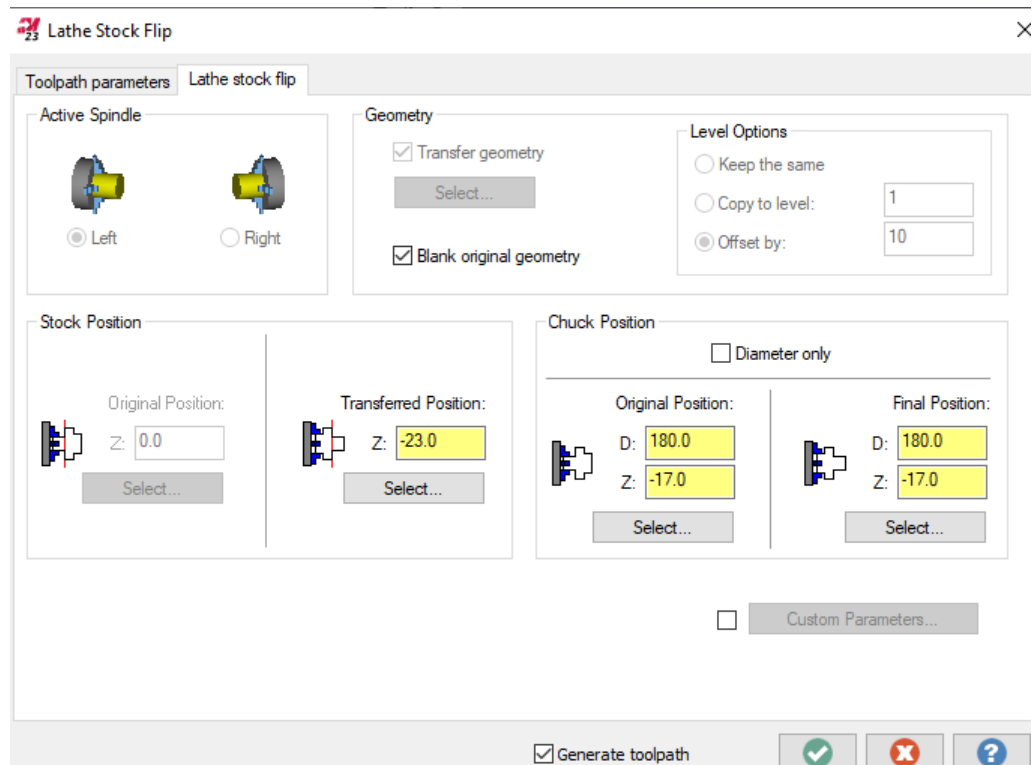 23 Lathe Stock Flip
Toolpath parameters Lathe stock flip
Active Spindle
Left Right
Geometry
Transfer geometry
Select...
Blank original geometry
Level Options
Keep the same
Copy to level: 1
Offset by: 10
Stock Position
Original Position:
Z: 0.0
Select...
Transferred Position:
Z: -23.0
Select...
Chuck Position
Diameter only
Original Position:
D: 180.0
Z: -17.0
Select...
Final Position:
D: 180.0
Z: -17.0
Select...
Custom Parameters...
Generate toolpath
?